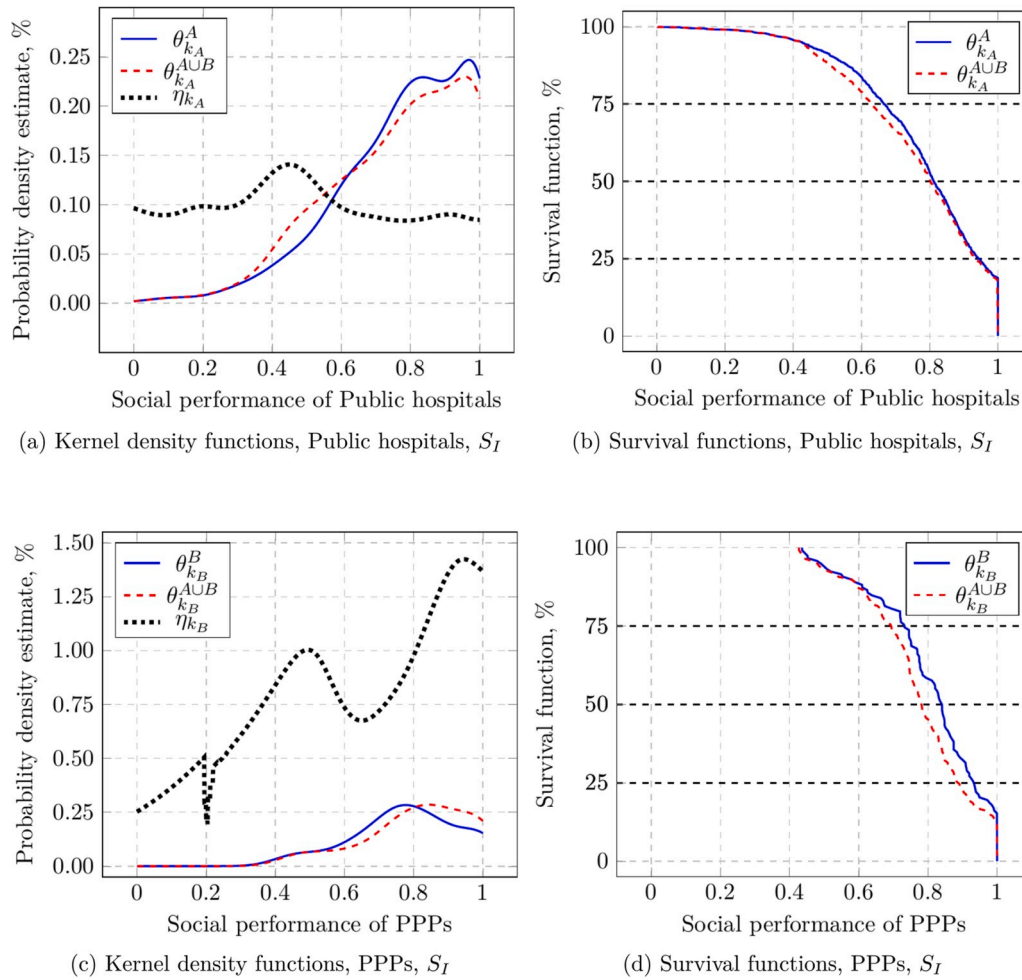 Probability density estimate, %
0.25
0.20
0.15
0.10
0.05
0.00
θ^A_{k_A}
θ^{A∪B}_{k_A}
η_{k_A}
0 0.2 0.4 0.6 0.8 1
Social performance of Public hospitals
(a) Kernel density functions, Public hospitals, S_I
Survival function, %
100
75
50
25
0
θ^A_{k_A}
θ^{A∪B}_{k_A}
0 0.2 0.4 0.6 0.8 1
Social performance of Public hospitals
(b) Survival functions, Public hospitals, S_I
Probability density estimate, %
1.50
1.25
1.00
0.75
0.50
0.25
0.00
θ^B_{k_B}
θ^{A∪B}_{k_B}
η_{k_B}
0 0.2 0.4 0.6 0.8 1
Social performance of PPPs
(c) Kernel density functions, PPPs, S_I
Survival function, %
100
75
50
25
0
θ^B_{k_B}
θ^{A∪B}_{k_B}
0 0.2 0.4 0.6 0.8 1
Social performance of PPPs
(d) Survival functions, PPPs, S_I